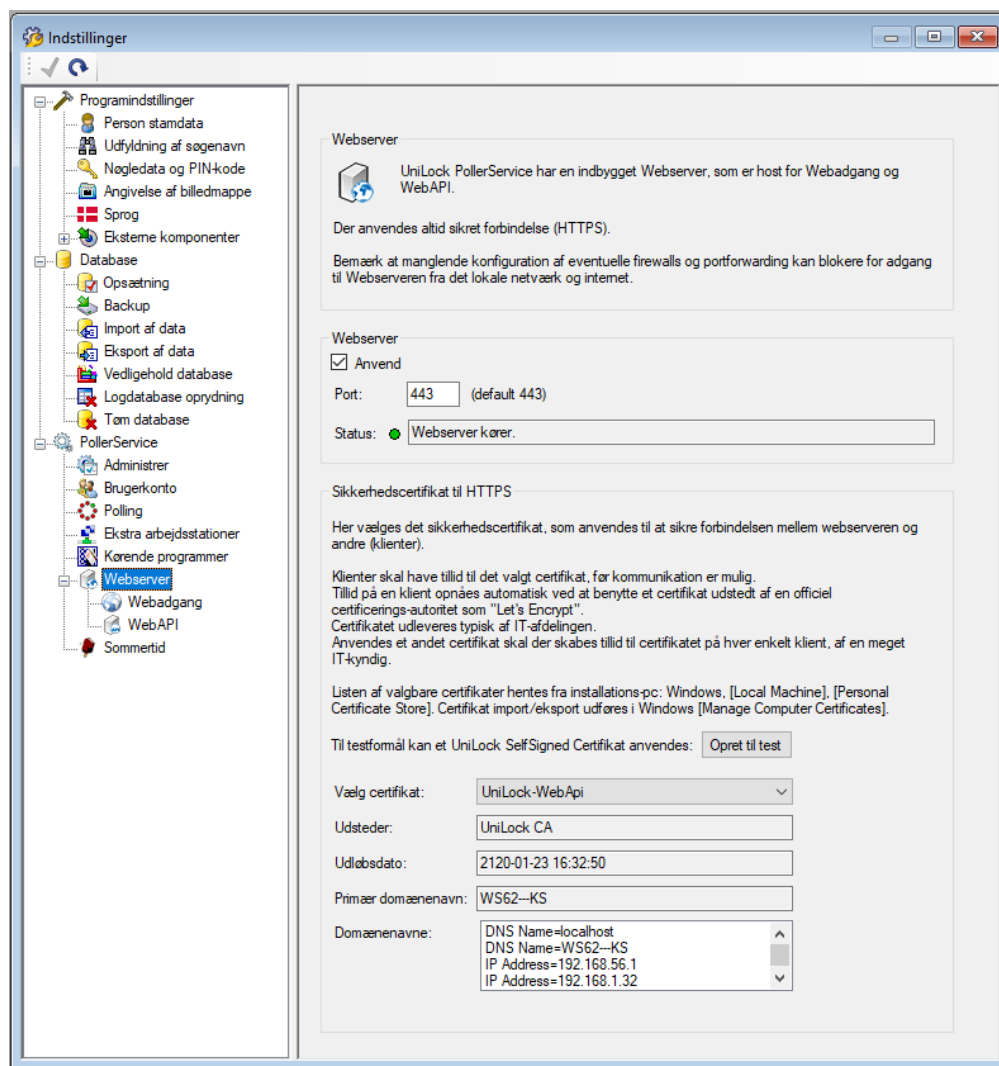 Indstillinger
Programindstillinger
Person stamdata
Udfyldning af søgenavn
Nøgledata og PIN-kode
Angivelse af billedmappe
Sprog
Eksterne komponenter
Database
Opsætning
Backup
Import af data
Eksport af data
Vedligehold database
Logdatabase oprydning
Tøm database
PollerService
Administrer
Brugerkonto
Polling
Ekstra arbejdsstationer
Kørende programmer
Webserver
Webadgang
WebAPI
Sommertid
Webserver
UniLock PollerService har en indbygget Webserver, som er host for Webadgang og
WebAPI.
Der anvendes altid sikret forbindelse (HTTPS).
Bemærk at manglende konfiguration af eventuelle firewalls og portforwarding kan blokere for adgang
til Webserveren fra det lokale netværk og internet.
Webserver
Anvend
Port: 443 (default 443)
Status: Webserver kører.
Sikkerhedscertifikat til HTTPS
Her vælges det sikkerhedscertifikat, som anvendes til at sikre forbindelsen mellem webserveren og
andre (klienter).
Klienter skal have tillid til det valgt certifikat, før kommunikation er mulig.
Tillid på en klient opnåes automatisk ved at benytte et certifikat udstedt af en officiel
certificerings-autoritet som "Let's Encrypt".
Certifikatet udleveres typisk af IT-afdelingen.
Anvendes et andet certifikat skal der skabes tillid til certifikatet på hver enkelt klient, af en meget
IT-kyndig.
Listen af valgbare certifikater hentes fra installations-pc: Windows, [Local Machine], [Personal
Certificate Store]. Certifikat import/eksport udføres i Windows [Manage Computer Certificates].
Til testformål kan et UniLock SelfSigned Certifikat anvendes: Opret til test
Vælg certifikat: UniLock-WebApi
Udsteder: UniLock CA
Udløbsdato: 2120-01-23 16:32:50
Primær domænenavn: WS62---KS
Domænenavne: DNS Name=localhost
DNS Name=WS62---KS
IP Address=192.168.56.1
IP Address=192.168.1.32